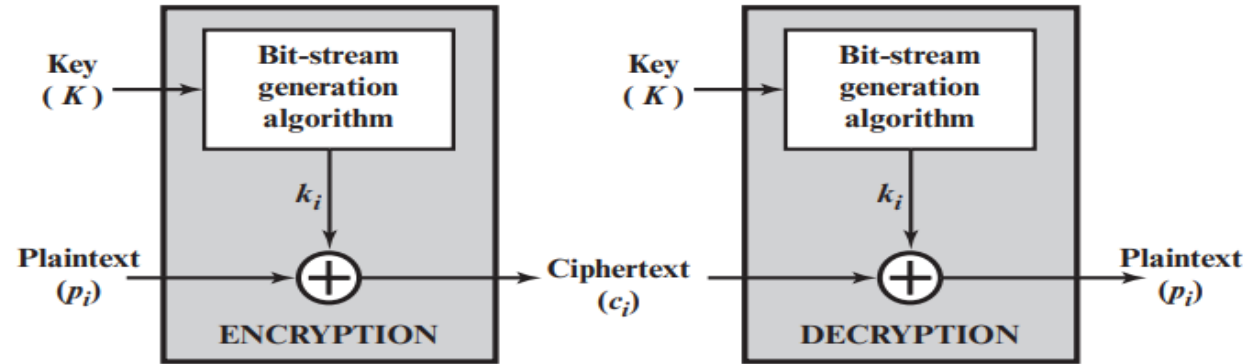 Key
( K )
Bit-stream
generation
algorithm
k_i
Plaintext
(p_i)
ENCRYPTION
Ciphertext
(c_i)
Key
( K )
Bit-stream
generation
algorithm
k_i
DECRYPTION
Plaintext
(p_i)